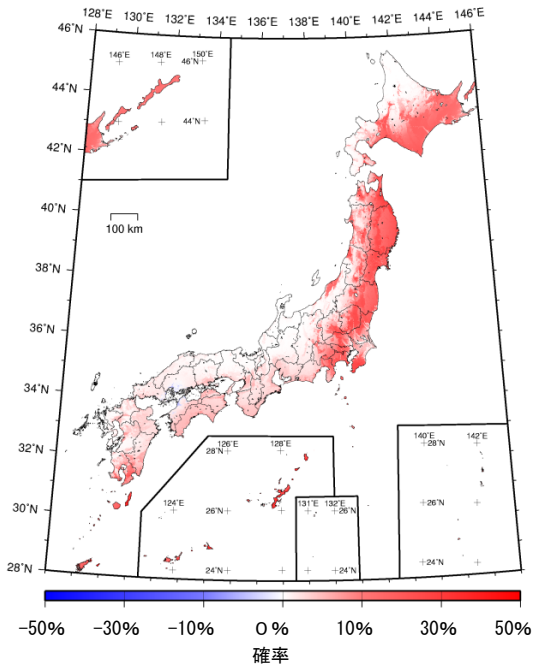 128˚E 130˚E 132˚E 134˚E 136˚E 138˚E 140˚E 142˚E 144˚E 146˚E
46˚N
146˚E 148˚E 150˚E
46˚N
44˚N
44˚N
42˚N
40˚N
100 km
38˚N
36˚N
34˚N
32˚N
126˚E 128˚E
28˚N
140˚E 142˚E
28˚N
30˚N
124˚E
26˚N
131˚E 132˚E
26˚N
26˚N
28˚N
24˚N
24˚N
24˚N
-50% -30% -10% 0% 10% 30% 50%
確率